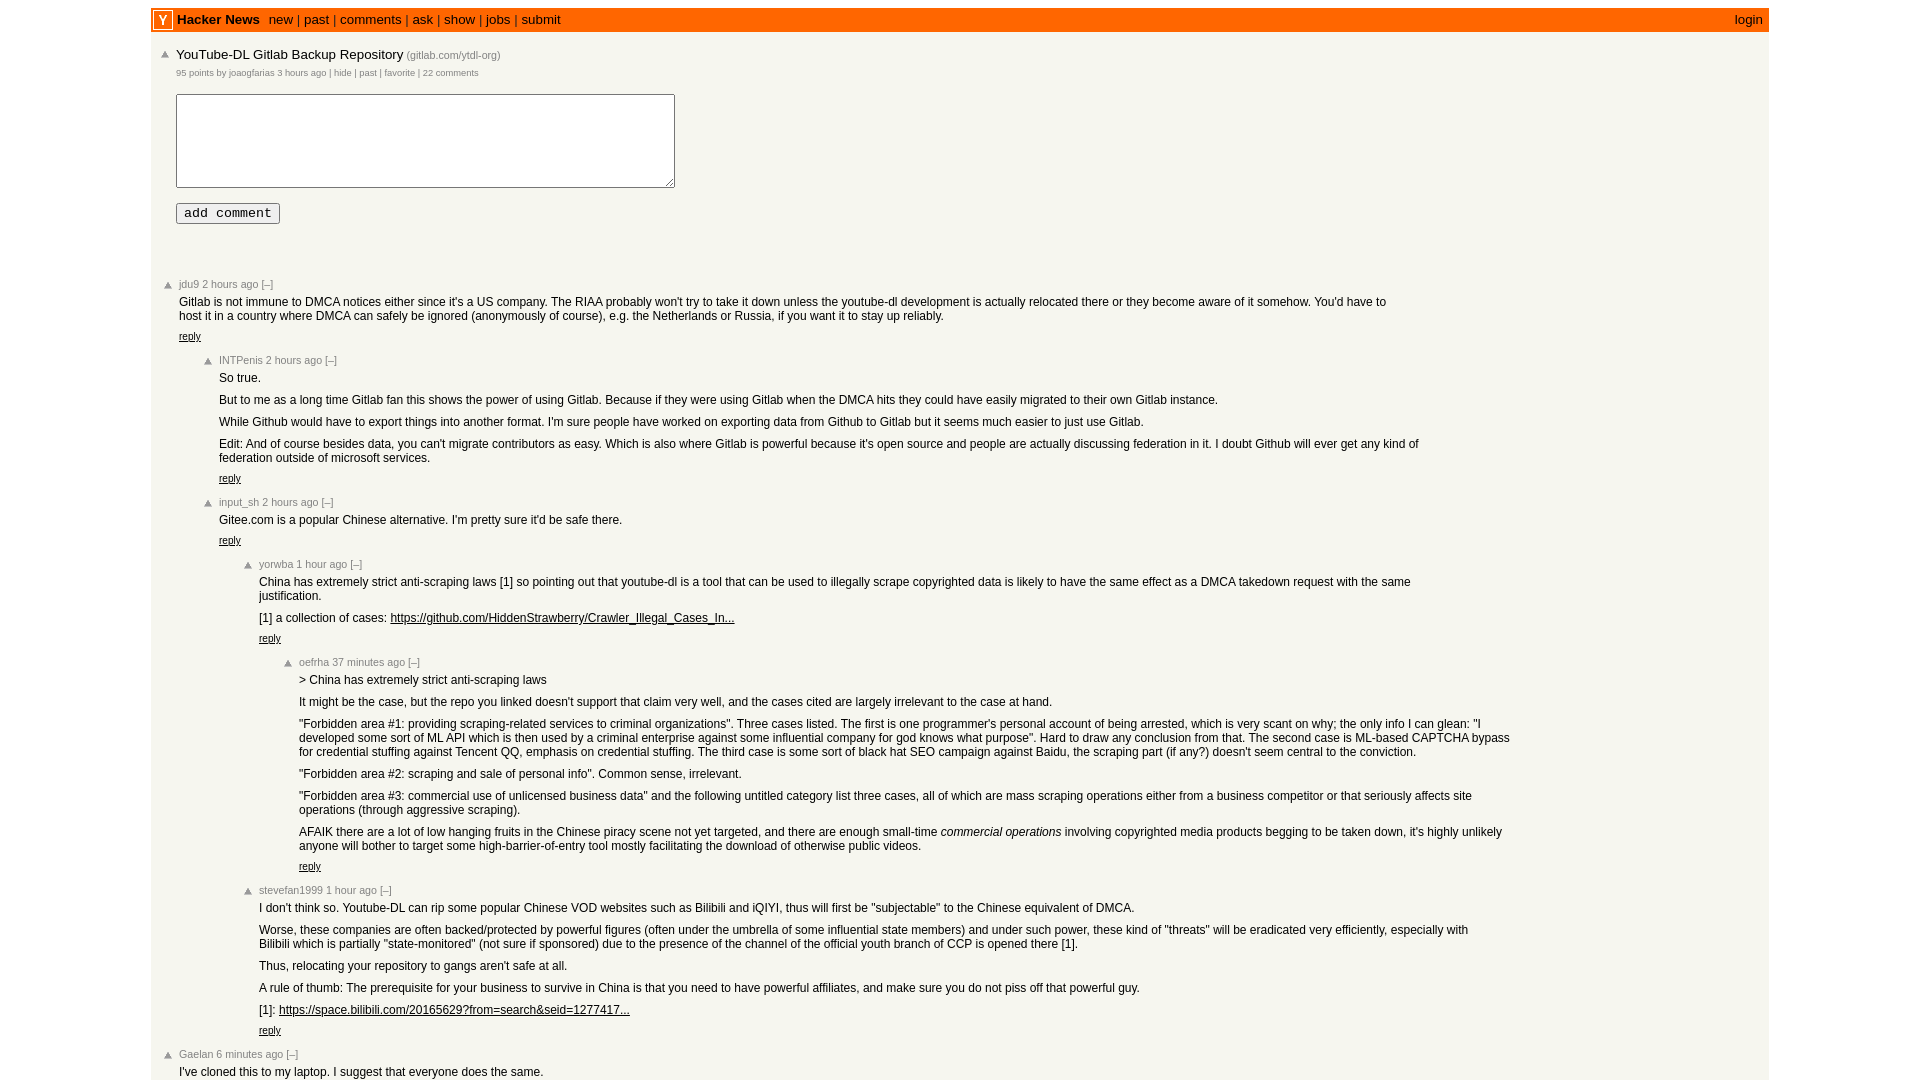 Y Hacker News new | past | comments | ask | show | jobs | submit login
YouTube-DL Gitlab Backup Repository (gitlab.com/ytdl-org)
95 points by joaogfarias 3 hours ago | hide | past | favorite | 22 comments
add comment
jdu9 2 hours ago [–]
Gitlab is not immune to DMCA notices either since it's a US company. The RIAA probably won't try to take it down unless the youtube-dl development is actually relocated there or they become aware of it somehow. You'd have to
host it in a country where DMCA can safely be ignored (anonymously of course), e.g. the Netherlands or Russia, if you want it to stay up reliably.
reply
INTPenis 2 hours ago [–]
So true.
But to me as a long time Gitlab fan this shows the power of using Gitlab. Because if they were using Gitlab when the DMCA hits they could have easily migrated to their own Gitlab instance.
While Github would have to export things into another format. I'm sure people have worked on exporting data from Github to Gitlab but it seems much easier to just use Gitlab.
Edit: And of course besides data, you can't migrate contributors as easy. Which is also where Gitlab is powerful because it's open source and people are actually discussing federation in it. I doubt Github will ever get any kind of
federation outside of microsoft services.
reply
input_sh 2 hours ago [–]
Gitee.com is a popular Chinese alternative. I'm pretty sure it'd be safe there.
reply
yorwba 1 hour ago [–]
China has extremely strict anti-scraping laws [1] so pointing out that youtube-dl is a tool that can be used to illegally scrape copyrighted data is likely to have the same effect as a DMCA takedown request with the same
justification.
[1] a collection of cases: https://github.com/HiddenStrawberry/Crawler_Illegal_Cases_In...
reply
oefrha 37 minutes ago [–]
> China has extremely strict anti-scraping laws
It might be the case, but the repo you linked doesn't support that claim very well, and the cases cited are largely irrelevant to the case at hand.
"Forbidden area #1: providing scraping-related services to criminal organizations". Three cases listed. The first is one programmer's personal account of being arrested, which is very scant on why; the only info I can glean: "I
developed some sort of ML API which is then used by a criminal enterprise against some influential company for god knows what purpose". Hard to draw any conclusion from that. The second case is ML-based CAPTCHA bypass
for credential stuffing against Tencent QQ, emphasis on credential stuffing. The third case is some sort of black hat SEO campaign against Baidu, the scraping part (if any?) doesn't seem central to the conviction.
"Forbidden area #2: scraping and sale of personal info". Common sense, irrelevant.
"Forbidden area #3: commercial use of unlicensed business data" and the following untitled category list three cases, all of which are mass scraping operations either from a business competitor or that seriously affects site
operations (through aggressive scraping).
AFAIK there are a lot of low hanging fruits in the Chinese piracy scene not yet targeted, and there are enough small-time commercial operations involving copyrighted media products begging to be taken down, it's highly unlikely
anyone will bother to target some high-barrier-of-entry tool mostly facilitating the download of otherwise public videos.
reply
stevefan1999 1 hour ago [–]
I don't think so. Youtube-DL can rip some popular Chinese VOD websites such as Bilibili and iQIYI, thus will first be "subjectable" to the Chinese equivalent of DMCA.
Worse, these companies are often backed/protected by powerful figures (often under the umbrella of some influential state members) and under such power, these kind of "threats" will be eradicated very efficiently, especially with
Bilibili which is partially "state-monitored" (not sure if sponsored) due to the presence of the channel of the official youth branch of CCP is opened there [1].
Thus, relocating your repository to gangs aren't safe at all.
A rule of thumb: The prerequisite for your business to survive in China is that you need to have powerful affiliates, and make sure you do not piss off that powerful guy.
[1]: https://space.bilibili.com/20165629?from=search&seid=1277417...
reply
Gaelan 6 minutes ago [–]
I've cloned this to my laptop. I suggest that everyone does the same.